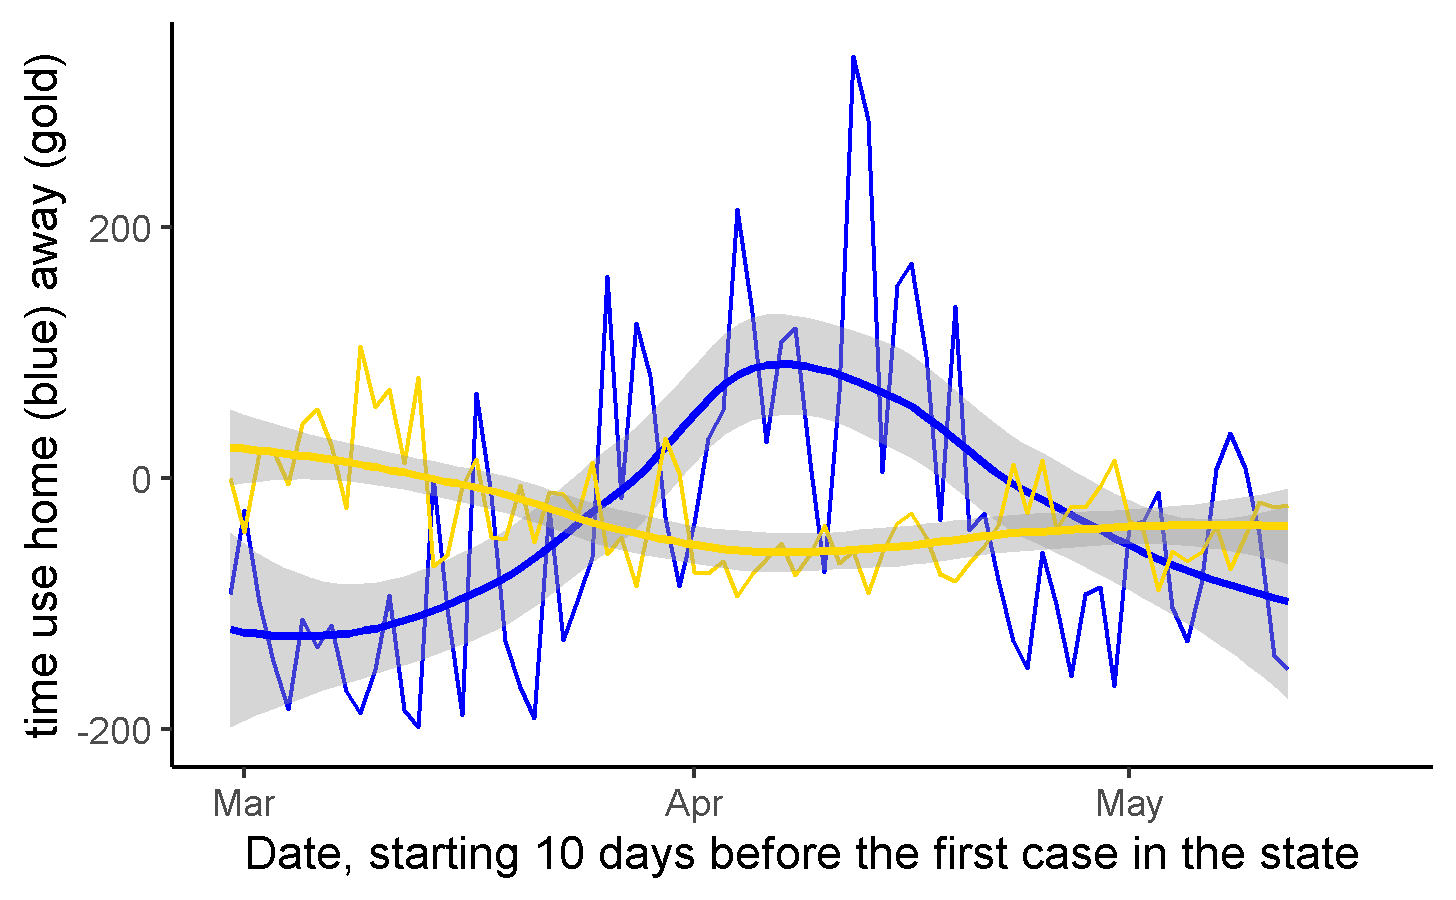 time use home (blue) away (gold)
200
0
-200
Mar
Apr
May
Date, starting 10 days before the first case in the state